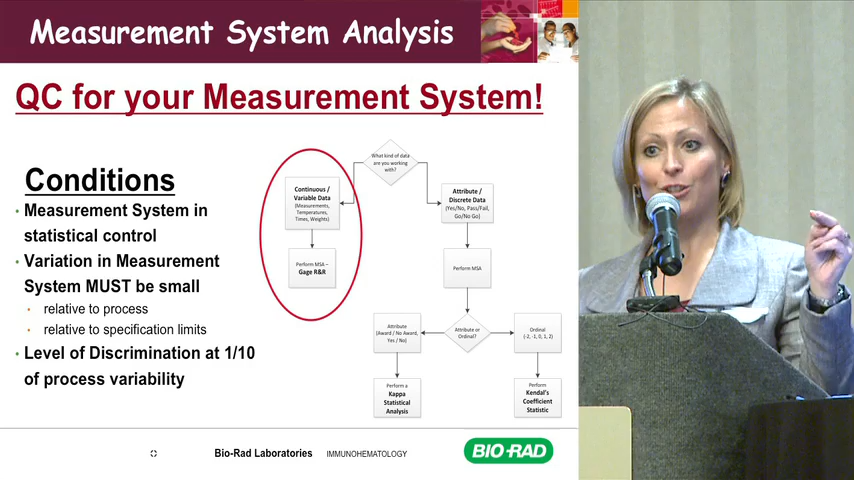 Measurement System Analysis
QC for your Measurement System!
Conditions
• Measurement System in
statistical control
• Variation in Measurement
System MUST be small
• relative to process
• relative to specification limits
• Level of Discrimination at 1/10
of process variability
What kind of data
are you working
with?
Continuous /
Variable Data
(Measurements,
Temperatures,
Times, Weights)
Attribute /
Discrete Data
(Yes/No, Pass/Fail,
Go/No Go)
Perform MSA –
Gage R&R
Perform MSA
Attribute
(Award / No Award,
Yes / No)
Attribute or
Ordinal?
Ordinal
(-2, -1, 0, 1, 2)
Perform a
Kappa
Statistical
Analysis
Perform
Kendal's
Coefficient
Statistic
Bio-Rad Laboratories IMMUNOHEMATOLOGY
BIO-RAD